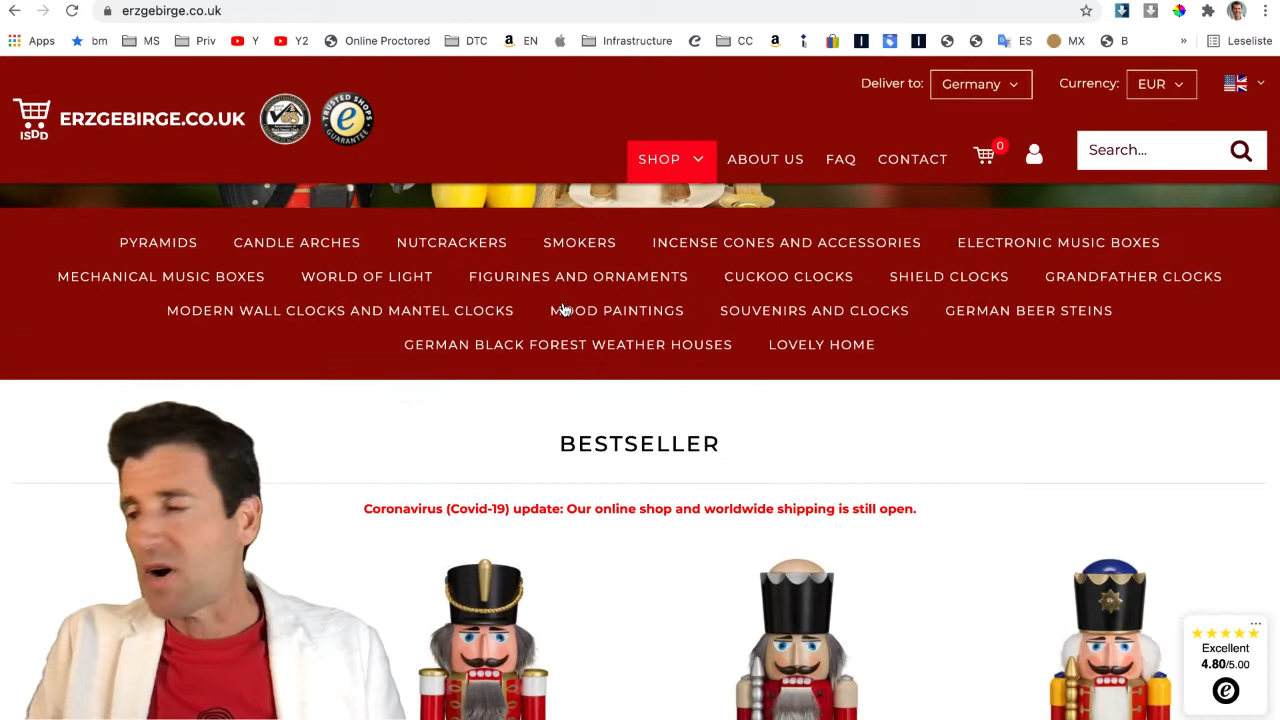 erzgebirge.co.uk
Apps bm MS Priv Y Y2 Online Proctored DTC EN Infrastructure CC ES MX B » Leseliste
Deliver to: Germany Currency: EUR
ISDD ERZGEBIRGE.CO.UK TRUSTED SHOPS GUARANTEE
SHOP ABOUT US FAQ CONTACT 0 Search...
PYRAMIDS CANDLE ARCHES NUTCRACKERS SMOKERS INCENSE CONES AND ACCESSORIES ELECTRONIC MUSIC BOXES
MECHANICAL MUSIC BOXES WORLD OF LIGHT FIGURINES AND ORNAMENTS CUCKOO CLOCKS SHIELD CLOCKS GRANDFATHER CLOCKS
MODERN WALL CLOCKS AND MANTEL CLOCKS MOOD PAINTINGS SOUVENIRS AND CLOCKS GERMAN BEER STEINS
GERMAN BLACK FOREST WEATHER HOUSES LOVELY HOME
BESTSELLER
Coronavirus (Covid-19) update: Our online shop and worldwide shipping is still open.
Excellent
4.80/5.00